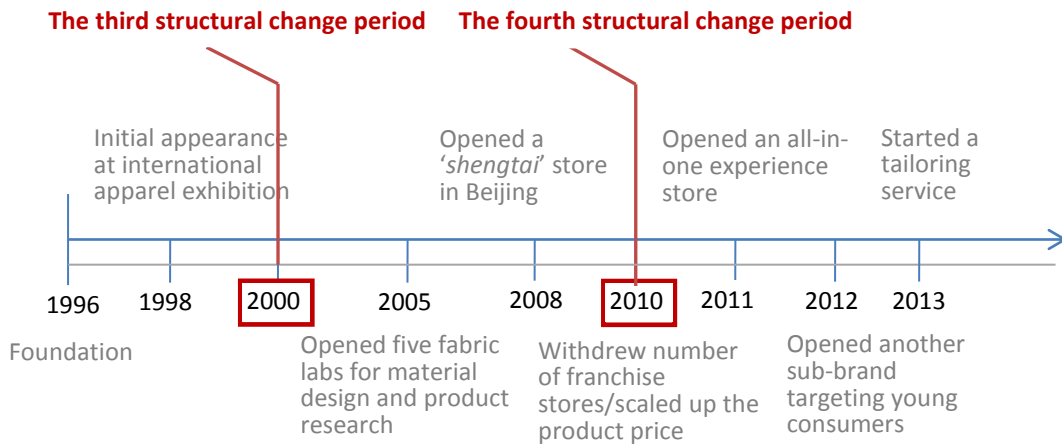 The third structural change period
The fourth structural change period
Initial appearance
at international
apparel exhibition
Opened a
‘shengtai’ store
in Beijing
Opened an all-in-
one experience
store
Started a
tailoring
service
1996
1998
2000
2005
2008
2010
2011
2012
2013
Foundation
Opened five fabric
labs for material
design and product
research
Withdrew number
of franchise
stores/scaled up the
product price
Opened another
sub-brand
targeting young
consumers